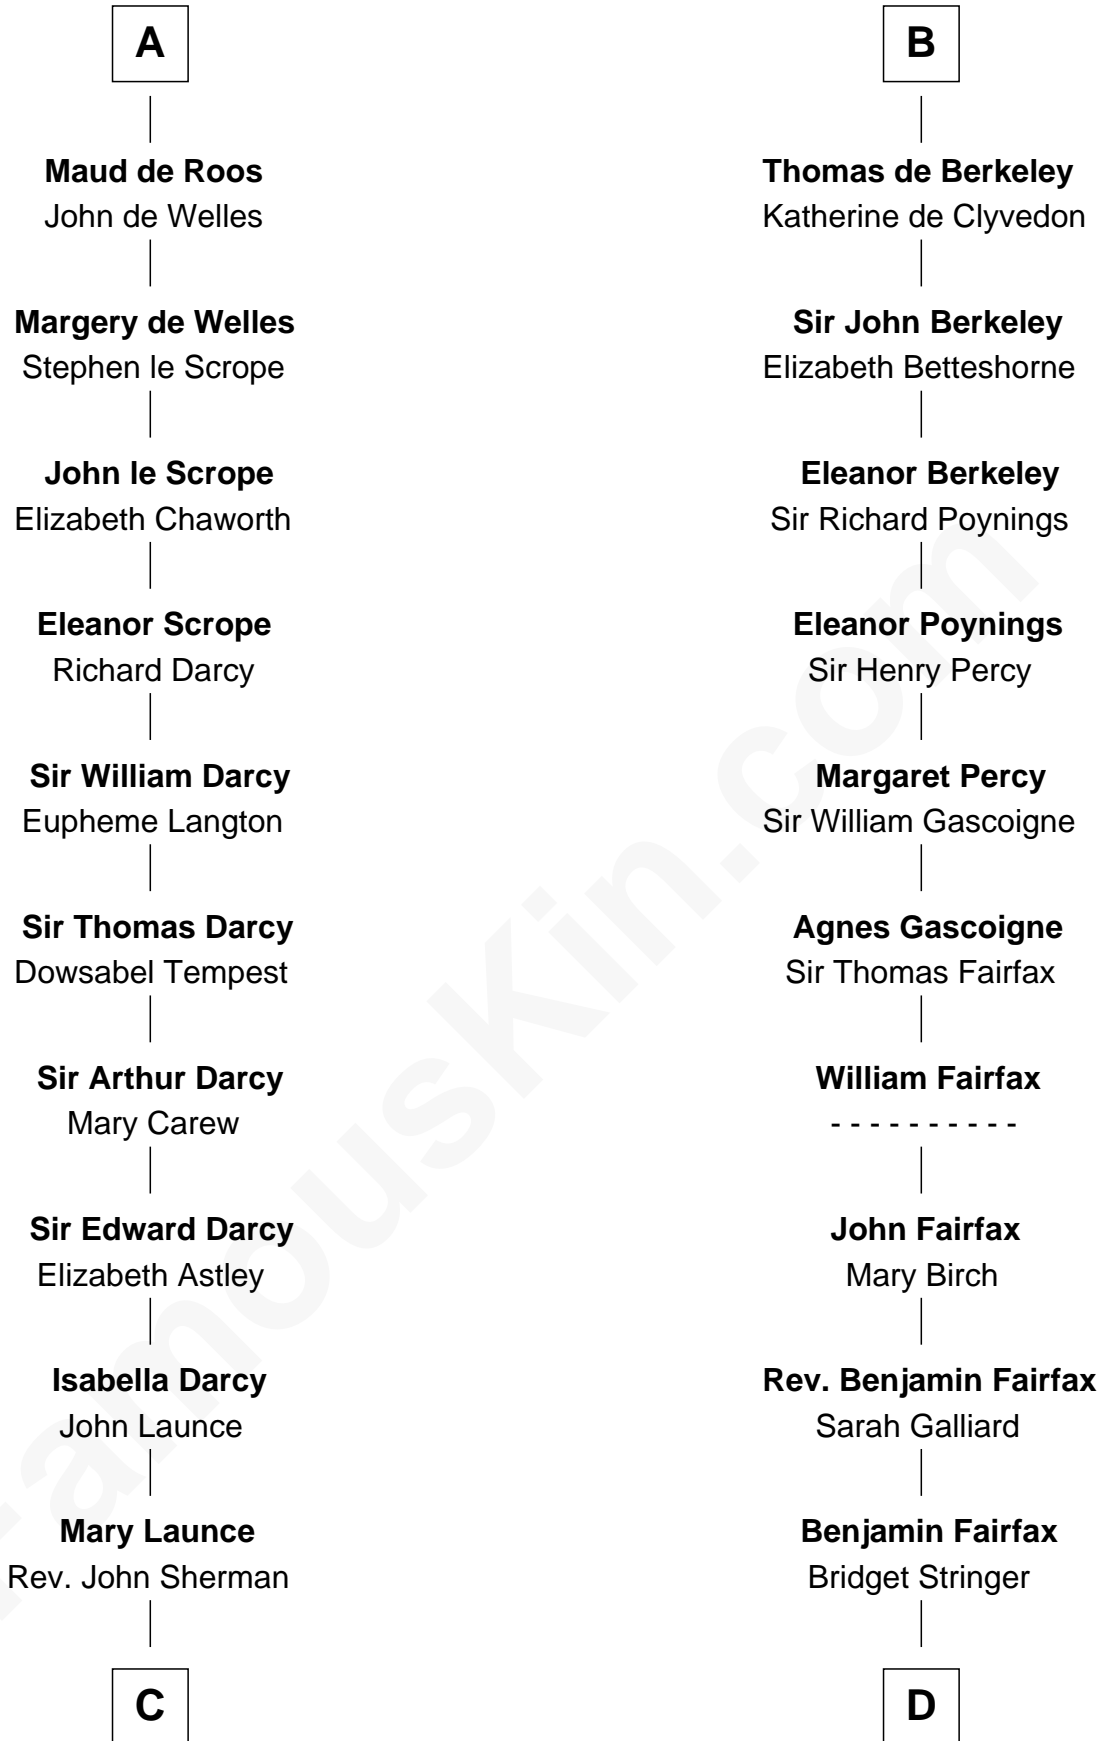 A
Maud de Roos
John de Welles
Margery de Welles
Stephen le Scrope
John le Scrope
Elizabeth Chaworth
Eleanor Scrope
Richard Darcy
Sir William Darcy
Eupheme Langton
Sir Thomas Darcy
Dowsabel Tempest
Sir Arthur Darcy
Mary Carew
Sir Edward Darcy
Elizabeth Astley
Isabella Darcy
John Launce
Mary Launce
Rev. John Sherman
C
B
Thomas de Berkeley
Katherine de Clyvedon
Sir John Berkeley
Elizabeth Betteshorne
Eleanor Berkeley
Sir Richard Poynings
Eleanor Poynings
Sir Henry Percy
Margaret Percy
Sir William Gascoigne
Agnes Gascoigne
Sir Thomas Fairfax
William Fairfax
- - - - - - - - - -
John Fairfax
Mary Birch
Rev. Benjamin Fairfax
Sarah Galliard
Benjamin Fairfax
Bridget Stringer
D
FamousKin.com